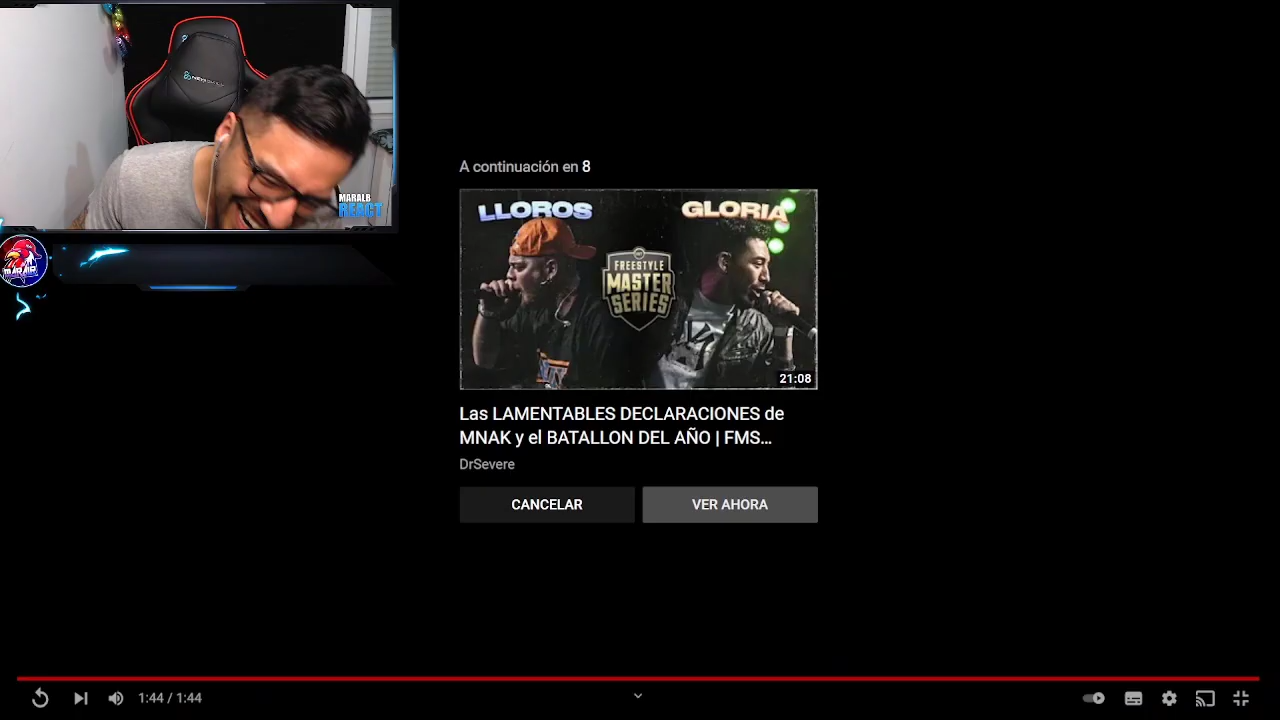 MARALB
REACT
A continuación en 8
LLOROS
GLORIA
FREESTYLE
MASTER
SERIES
21:08
Las LAMENTABLES DECLARACIONES de
MNAK y el BATALLON DEL AÑO | FMS...
DrSevere
CANCELAR
VER AHORA
1:44 / 1:44